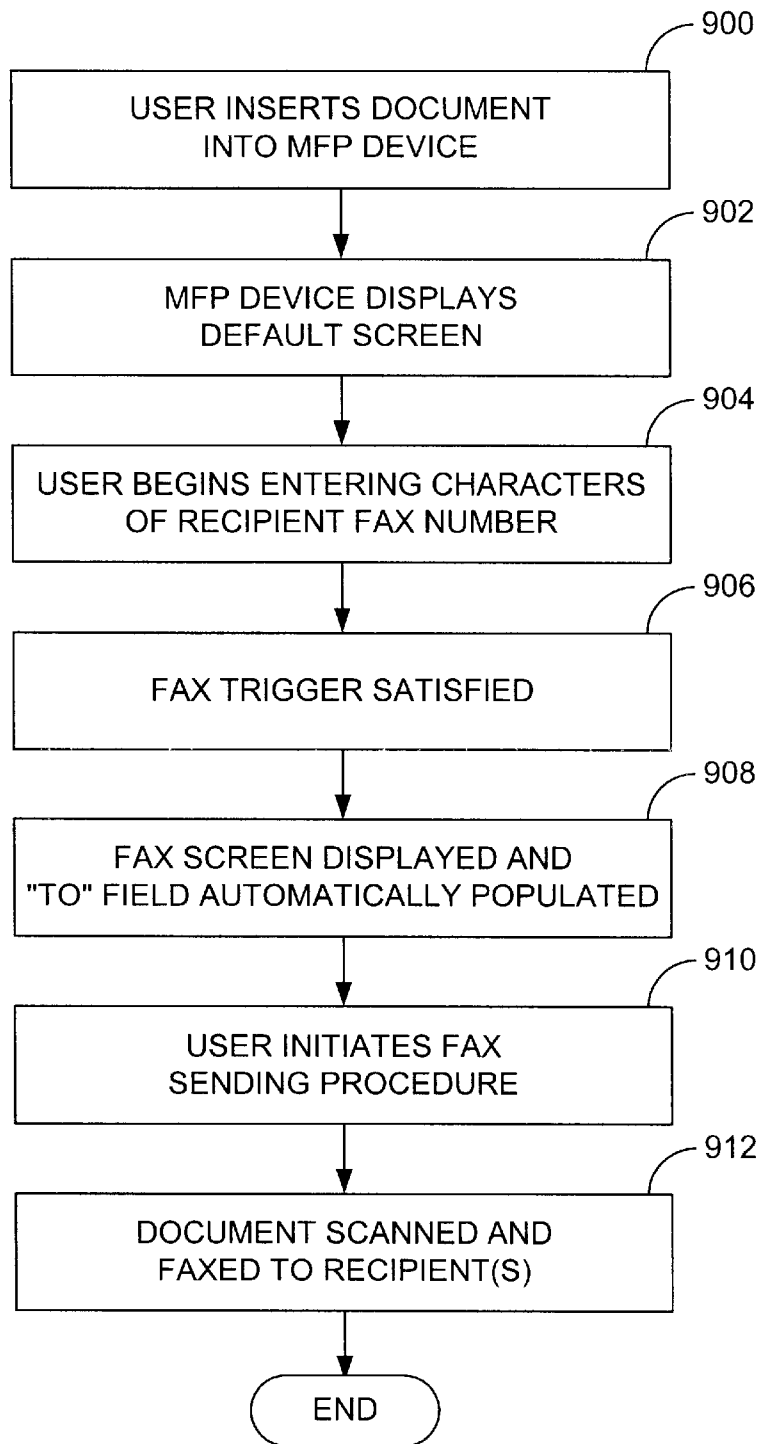 900
USER INSERTS DOCUMENT
INTO MFP DEVICE
902
MFP DEVICE DISPLAYS
DEFAULT SCREEN
904
USER BEGINS ENTERING CHARACTERS
OF RECIPIENT FAX NUMBER
906
FAX TRIGGER SATISFIED
908
FAX SCREEN DISPLAYED AND
"TO" FIELD AUTOMATICALLY POPULATED
910
USER INITIATES FAX
SENDING PROCEDURE
912
DOCUMENT SCANNED AND
FAXED TO RECIPIENT(S)
END